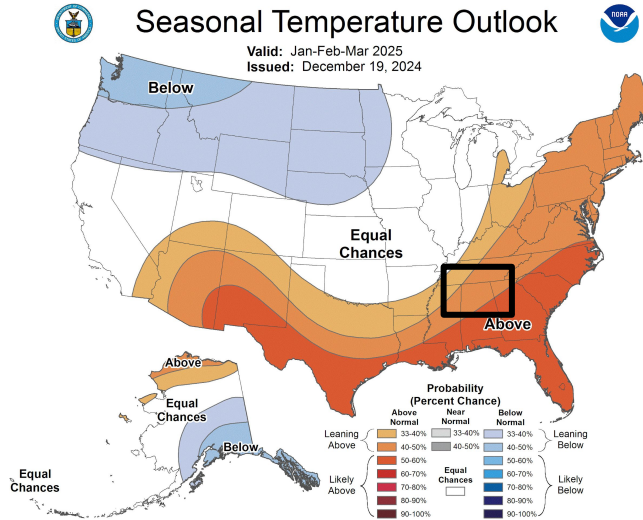 Seasonal Temperature Outlook
NOAA
Valid: Jan-Feb-Mar 2025
Issued: December 19, 2024
Below
Equal
Chances
Above
Above
Equal
Chances
Below
Equal
Chances
Probability
(Percent Chance)
Above
Normal
Near
Normal
Below
Normal
Leaning
Above
33-40%
33-40%
33-40%
Leaning
Below
40-50%
40-50%
40-50%
Likely
Above
50-60%
50-60%
Likely
Below
60-70%
60-70%
70-80%
70-80%
80-90%
80-90%
90-100%
90-100%
Equal
Chances